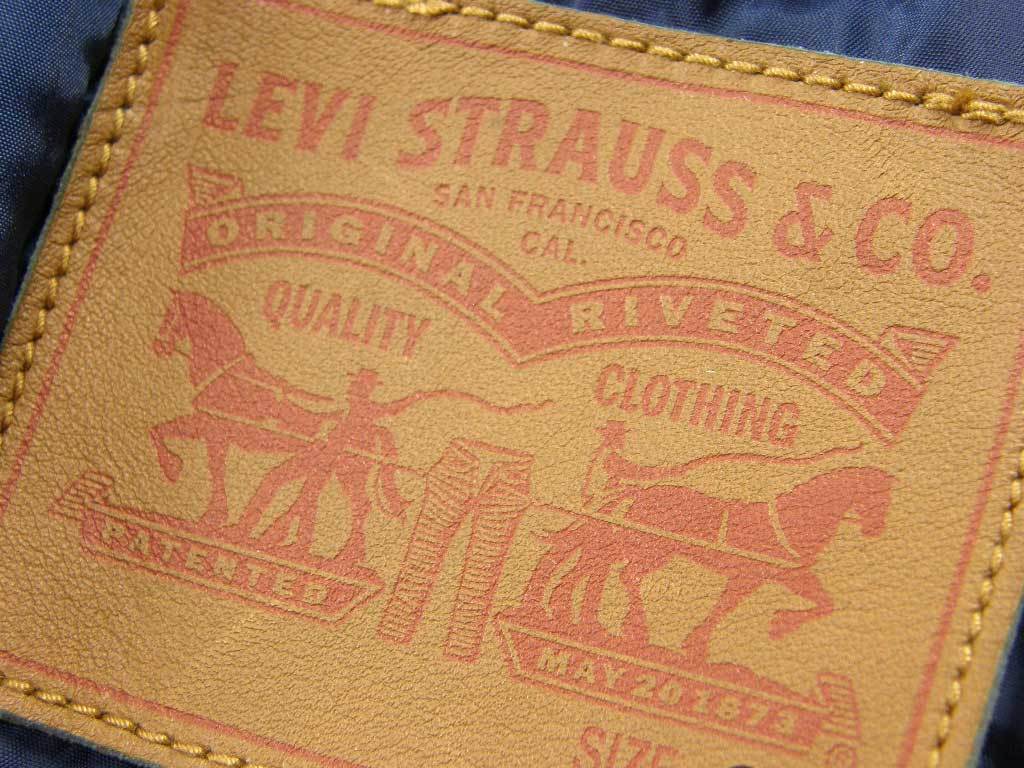 LEVI STRAUSS & CO.
SAN FRANCISCO
CAL.
ORIGINAL RIVETED
QUALITY
CLOTHING
PATENTED
MAY 20 1873
SIZE